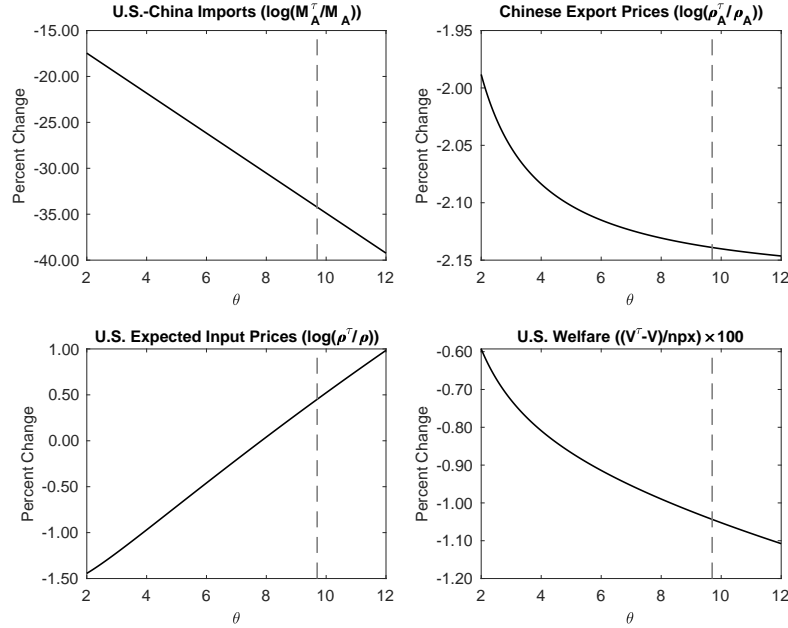 U.S.-China Imports (log(M_A^τ/M_A))
-15.00
-20.00
-25.00
-30.00
-35.00
-40.00
Percent Change
2 4 6 8 10 12
θ
Chinese Export Prices (log(ρ_A^τ/ρ_A))
-1.95
-2.00
-2.05
-2.10
-2.15
Percent Change
2 4 6 8 10 12
θ
U.S. Expected Input Prices (log(ρ^τ/ρ))
1.00
0.50
0.00
-0.50
-1.00
-1.50
Percent Change
2 4 6 8 10 12
θ
U.S. Welfare ((V^τ-V)/npx) ×100
-0.60
-0.70
-0.80
-0.90
-1.00
-1.10
-1.20
Percent Change
2 4 6 8 10 12
θ